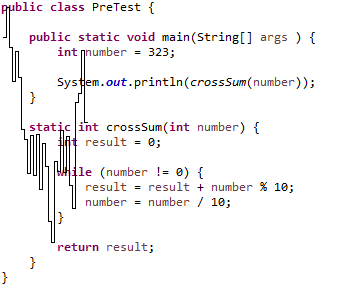 public class PreTest {
public static void main(String[] args ) {
int number = 323;
System.out.println(crossSum(number));
}
static int crossSum(int number) {
int result = 0;
while (number != 0) {
result = result + number % 10;
number = number / 10;
}
return result;
}
}